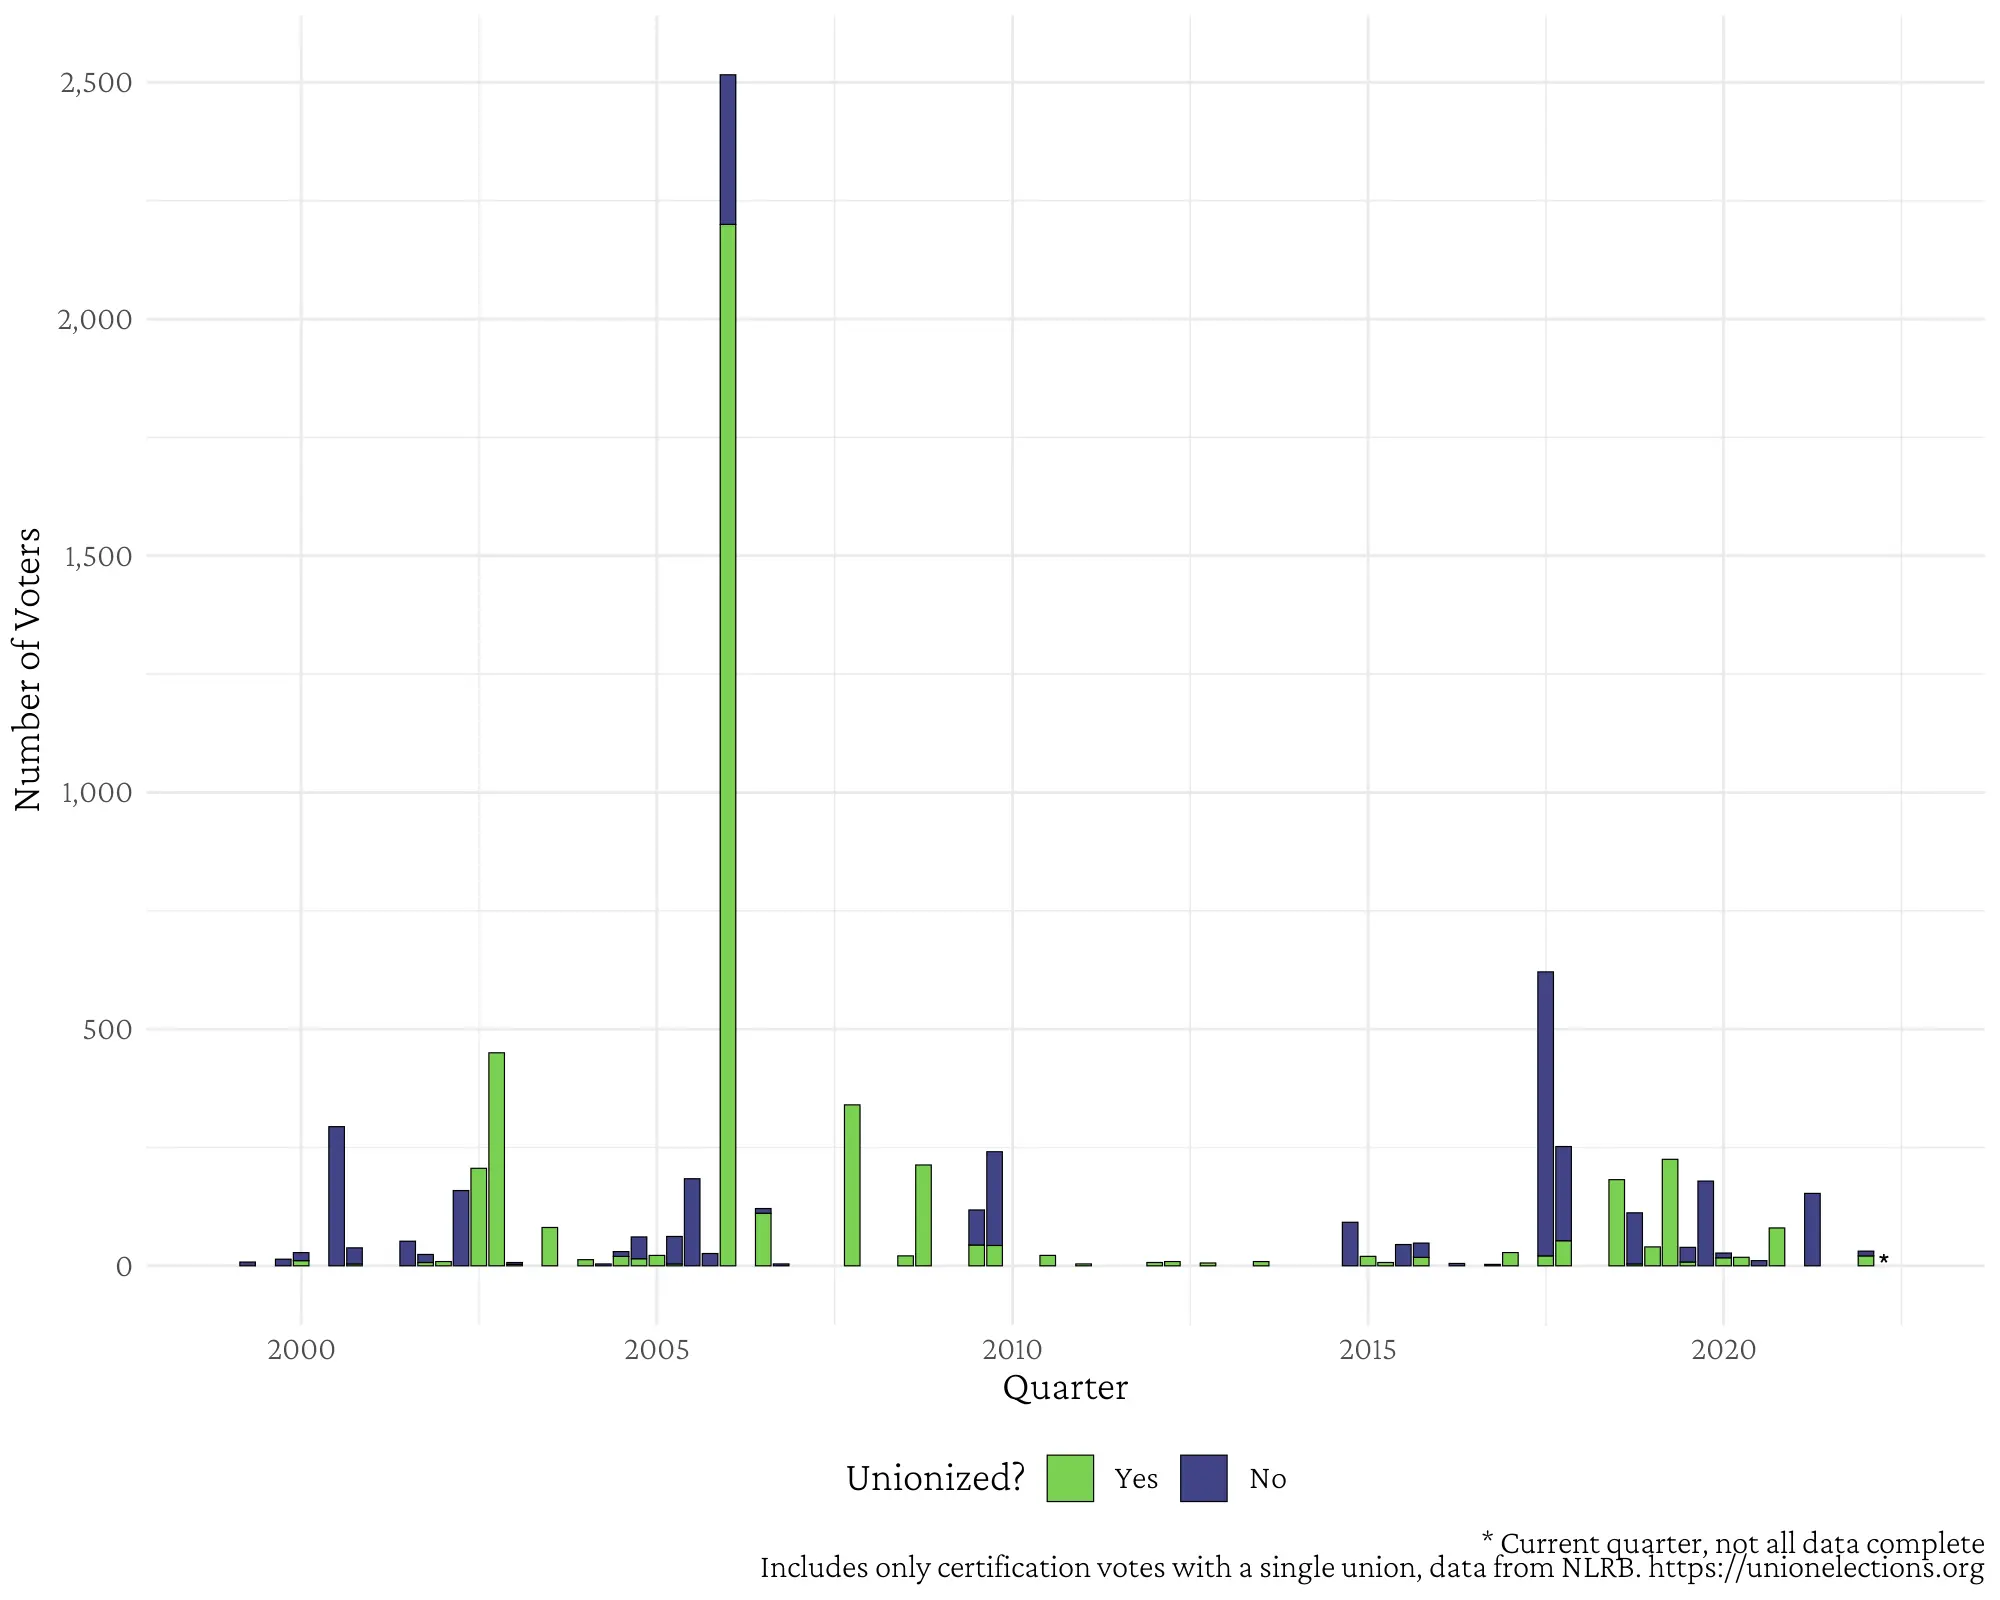 2,500
2,000
1,500
1,000
500
0
Number of Voters
*
2000 2005 2010 2015 2020
Quarter
Unionized? Yes No
* Current quarter, not all data complete
Includes only certification votes with a single union, data from NLRB. https://unionelections.org